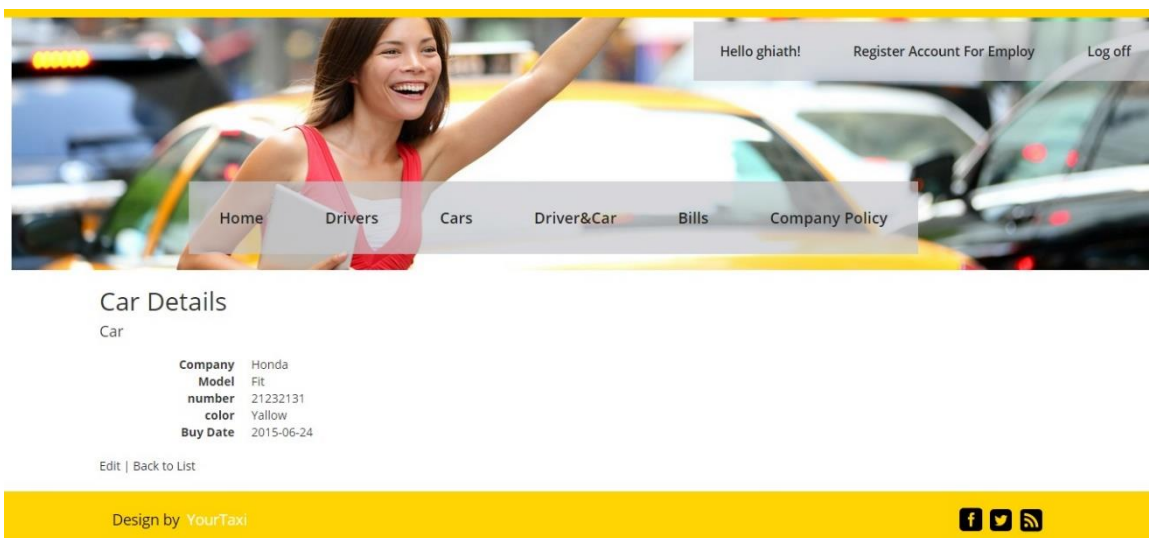 Hello ghiath! Register Account For Employ Log off
Home Drivers Cars Driver&Car Bills Company Policy
Car Details
Car
Company Honda
Model Fit
number 21232131
color Yallow
Buy Date 2015-06-24
Edit | Back to List
Design by YourTaxi